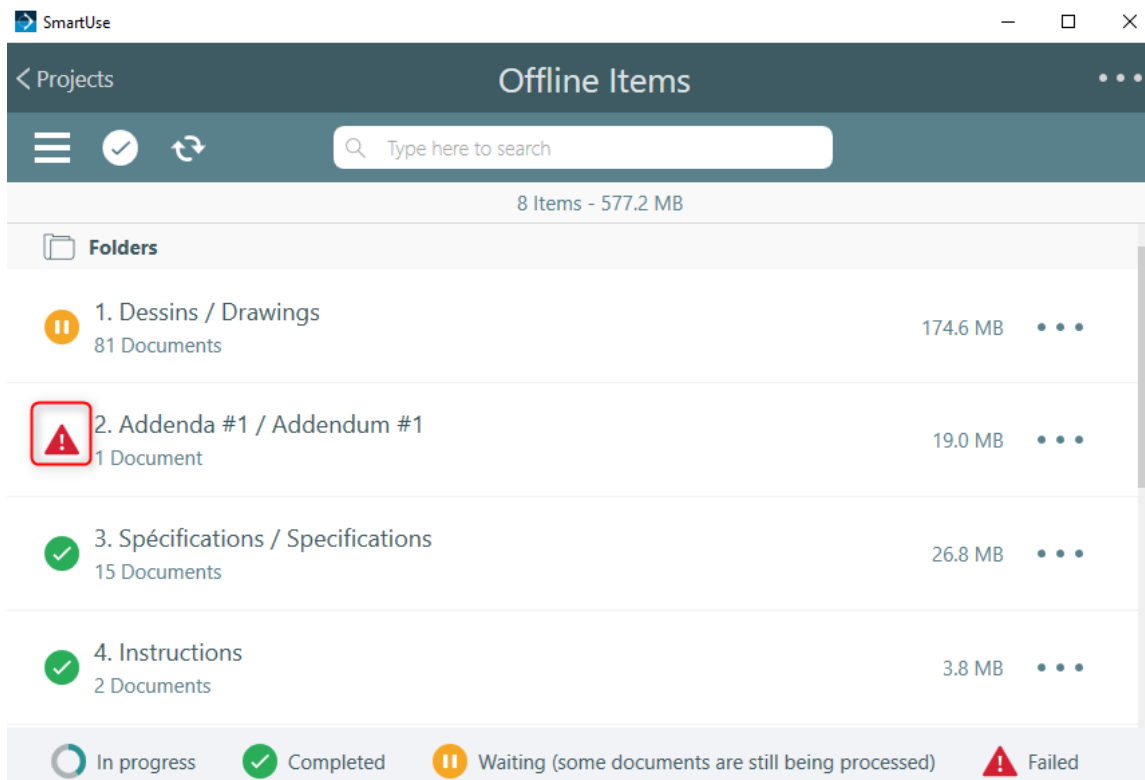 SmartUse
Projects
Offline Items
Type here to search
8 Items - 577.2 MB
Folders
1. Dessins / Drawings
81 Documents
174.6 MB
2. Addenda #1 / Addendum #1
1 Document
19.0 MB
3. Spécifications / Specifications
15 Documents
26.8 MB
4. Instructions
2 Documents
3.8 MB
In progress
Completed
Waiting (some documents are still being processed)
Failed